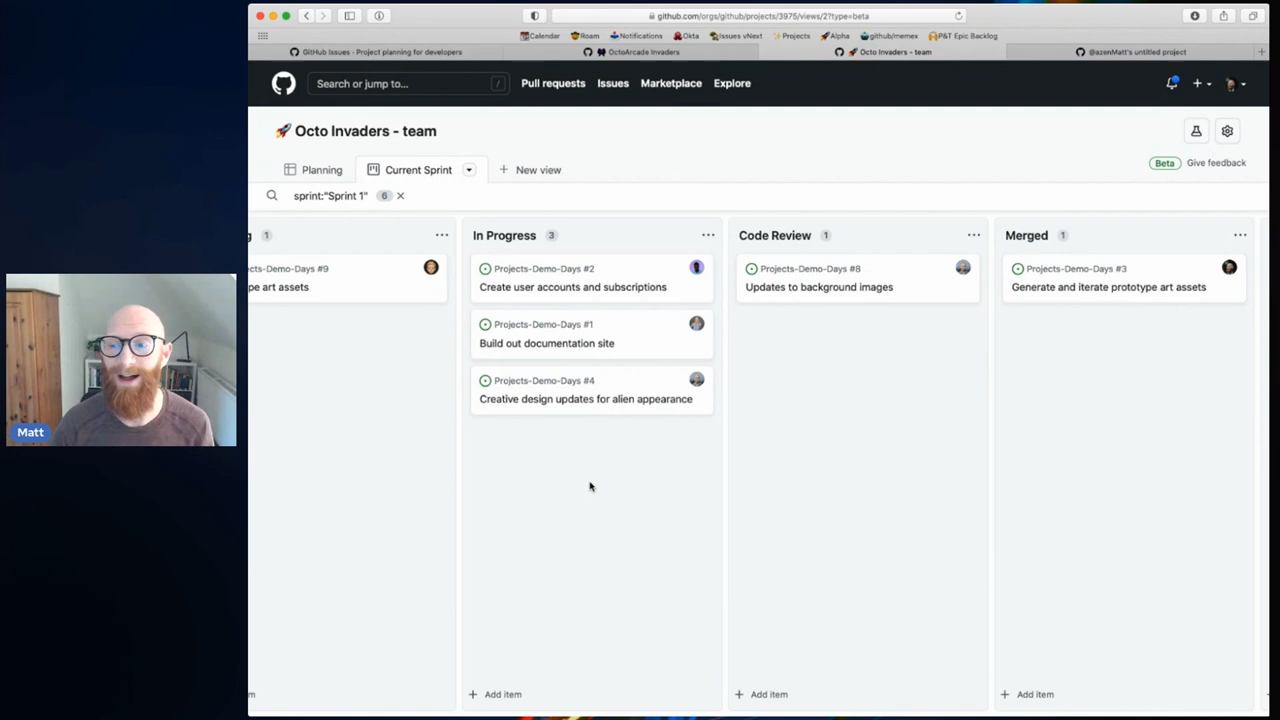 github.com/orgs/github/projects/3975/views/2?type=beta
Calendar Roam Notifications Okta Issues vNext Projects Alpha github/memex P&T Epic Backlog
GitHub Issues - Project planning for developers OctoArcade Invaders 🚀 Octo Invaders - team @azenMatt's untitled project
Search or jump to... / Pull requests Issues Marketplace Explore
🚀 Octo Invaders - team
Planning Current Sprint + New view Beta Give feedback
sprint:"Sprint 1" 6
g 1
cts-Demo-Days #9
pe art assets
m
In Progress 3
Projects-Demo-Days #2
Create user accounts and subscriptions
Projects-Demo-Days #1
Build out documentation site
Projects-Demo-Days #4
Creative design updates for alien appearance
+ Add item
Code Review 1
Projects-Demo-Days #8
Updates to background images
+ Add item
Merged 1
Projects-Demo-Days #3
Generate and iterate prototype art assets
+ Add item
Matt